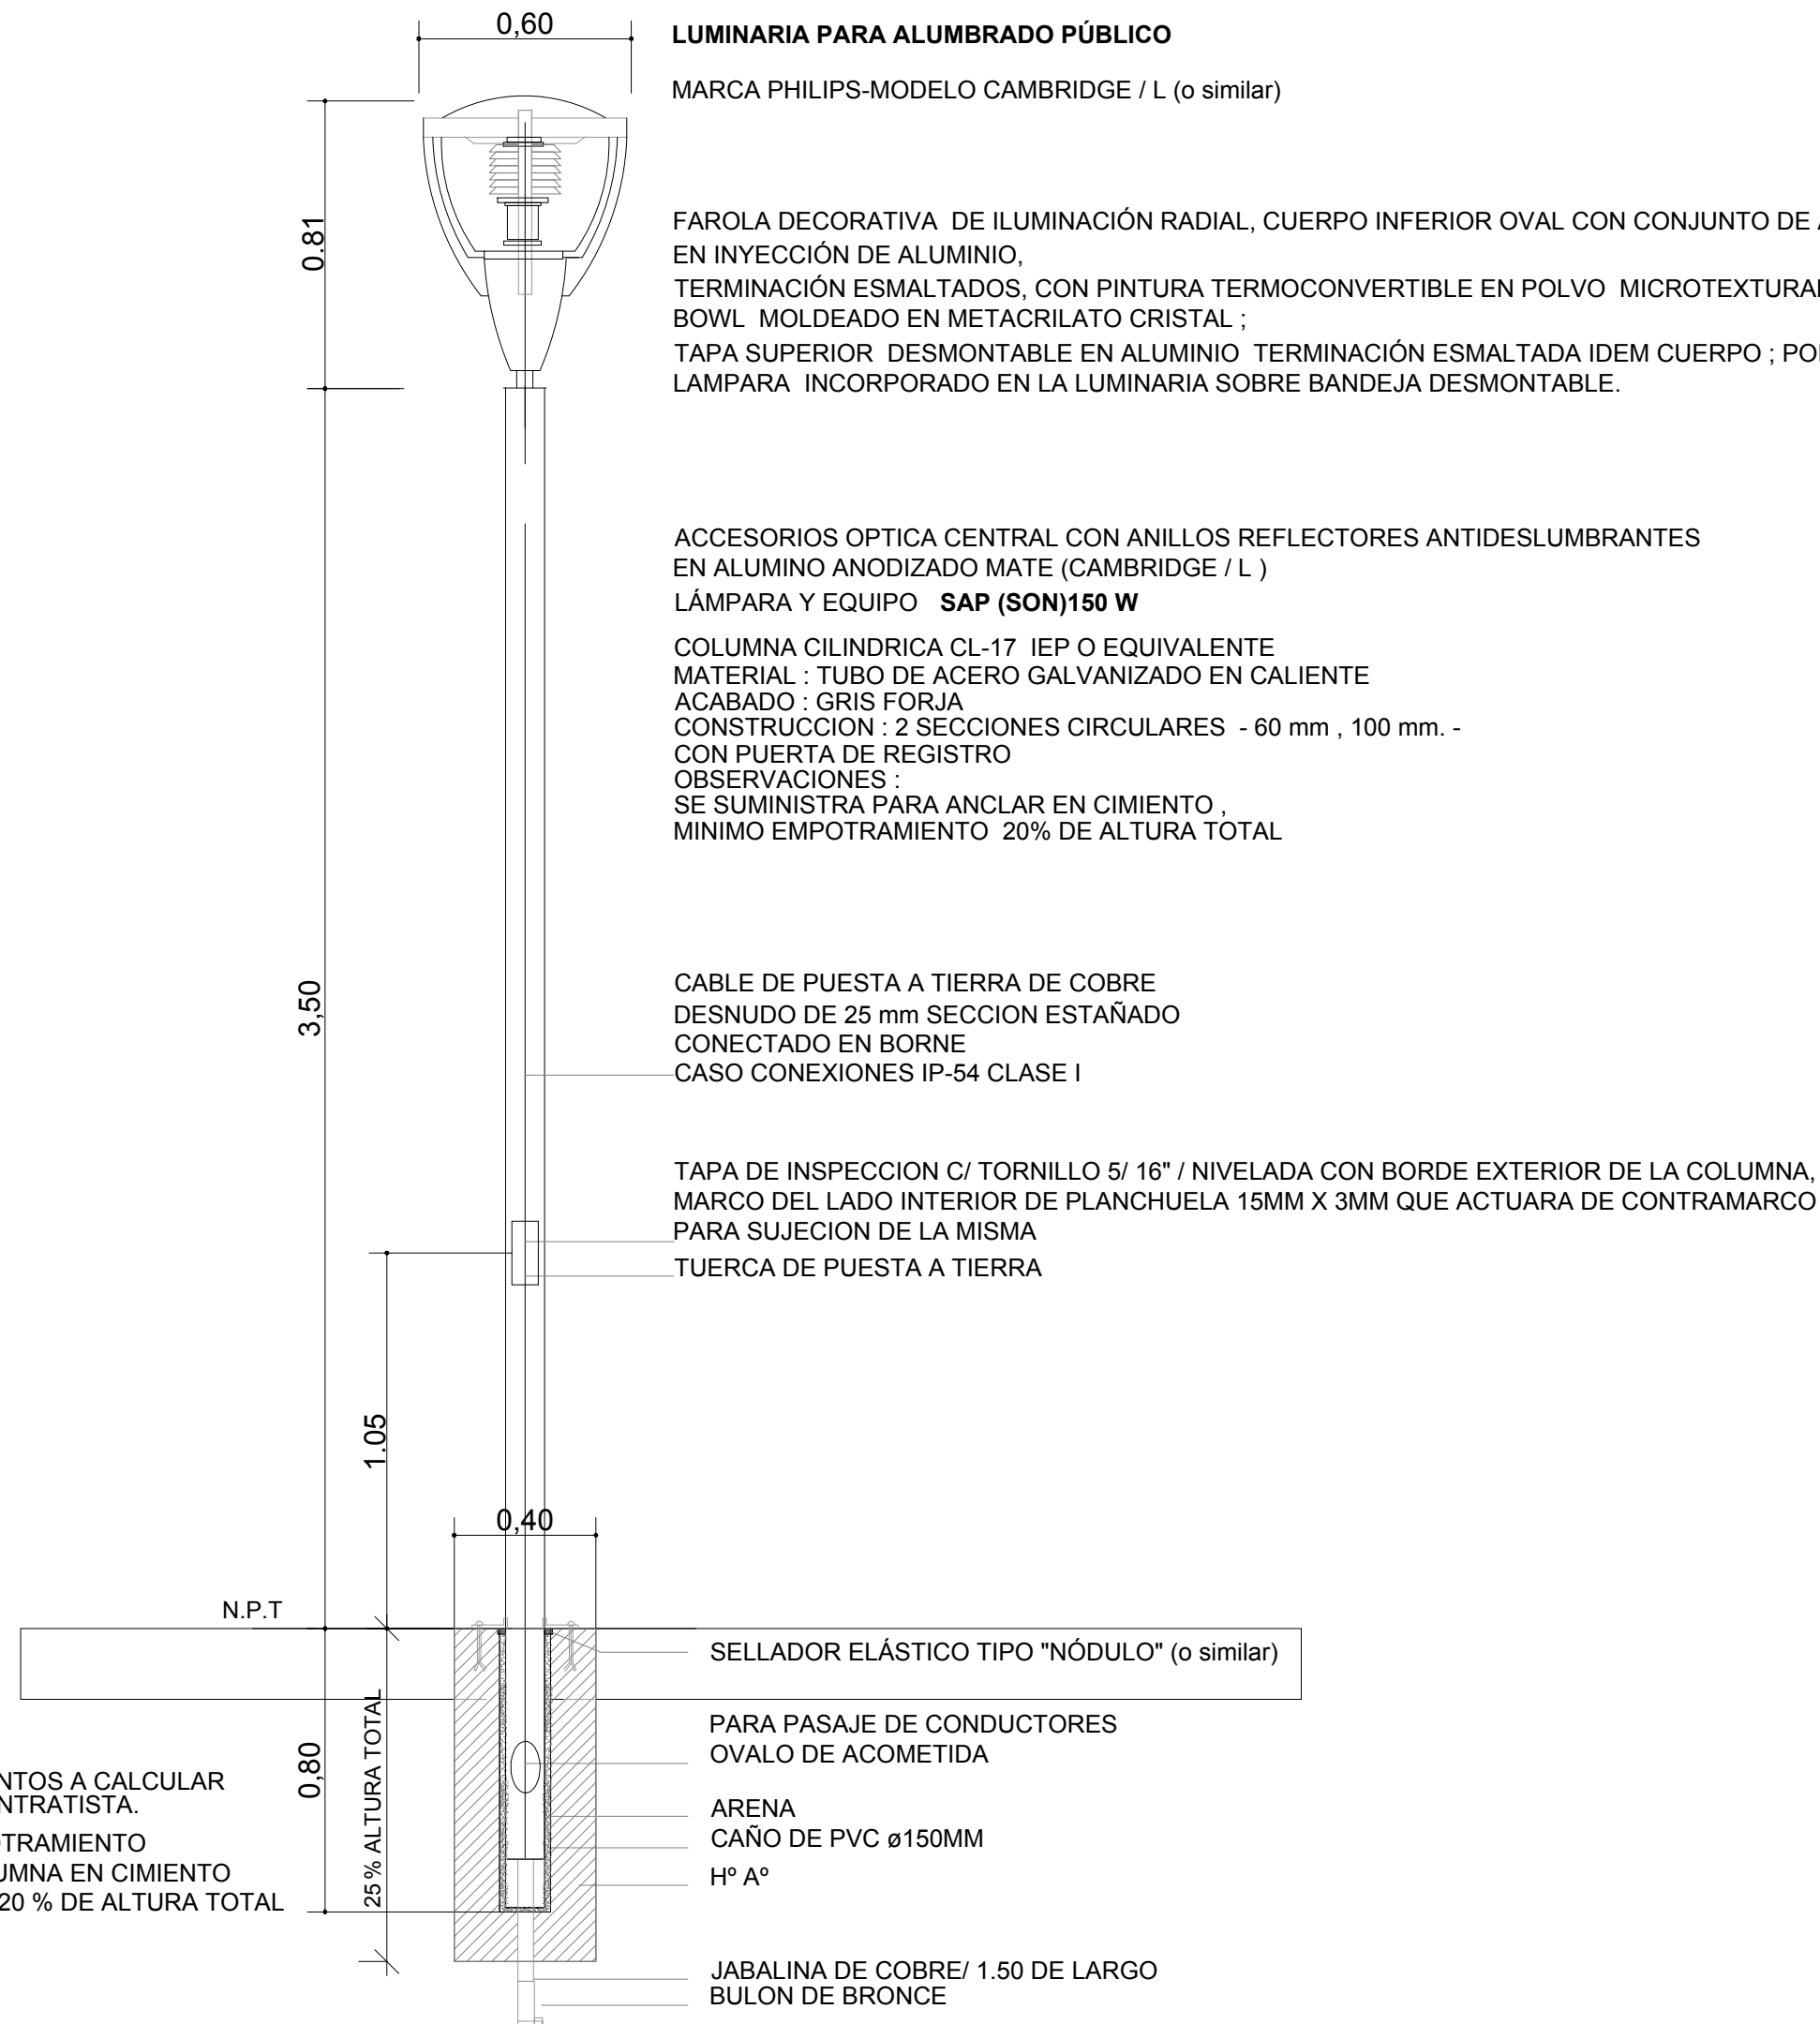 0,60
LUMINARIA PARA ALUMBRADO PÚBLICO
MARCA PHILIPS-MODELO CAMBRIDGE / L (o similar)
0.81
FAROLA DECORATIVA DE ILUMINACIÓN RADIAL, CUERPO INFERIOR OVAL CON CONJUNTO DE
EN INYECCIÓN DE ALUMINIO,
TERMINACIÓN ESMALTADOS, CON PINTURA TERMOCONVERTIBLE EN POLVO
BOWL MOLDEADO EN METACRILATO CRISTAL ;
TAPA SUPERIOR DESMONTABLE EN ALUMINIO TERMINACIÓN ESMALTADA IDEM CUERPO ;
LAMPARA INCORPORADO EN LA LUMINARIA SOBRE BANDEJA DESMONTABLE.
ACCESORIOS OPTICA CENTRAL CON ANILLOS REFLECTORES ANTIDESLUMBRANTES
EN ALUMINO ANODIZADO MATE (CAMBRIDGE / L )
LÁMPARA Y EQUIPO SAP (SON)150 W
COLUMNA CILINDRICA CL-17 IEP O EQUIVALENTE
MATERIAL : TUBO DE ACERO GALVANIZADO EN CALIENTE
ACABADO : GRIS FORJA
CONSTRUCCION : 2 SECCIONES CIRCULARES - 60 mm , 100 mm. -
CON PUERTA DE REGISTRO
OBSERVACIONES :
SE SUMINISTRA PARA ANCLAR EN CIMIENTO ,
MINIMO EMPOTRAMIENTO 20% DE ALTURA TOTAL
3,50
CABLE DE PUESTA A TIERRA DE COBRE
DESNUDO DE 25 mm SECCION ESTAÑADO
CONECTADO EN BORNE
CASO CONEXIONES IP-54 CLASE I
TAPA DE INSPECCION C/ TORNILLO 5/ 16" / NIVELADA CON BORDE EXTERIOR DE LA COLUMNA,
MARCO DEL LADO INTERIOR DE PLANCHUELA 15MM X 3MM QUE ACTUARA DE CONTRAMARCO
PARA SUJECION DE LA MISMA
TUERCA DE PUESTA A TIERRA
1.05
0,40
N.P.T
SELLADOR ELÁSTICO TIPO "NÓDULO" (o similar)
PARA PASAJE DE CONDUCTORES
OVALO DE ACOMETIDA
0,80
25% ALTURA TOTAL
NTOS A CALCULAR
NTRATISTA.
OTRAMIENTO
UMNA EN CIMIENTO
20 % DE ALTURA TOTAL
ARENA
CAÑO DE PVC ø150MM
Hº Aº
JABALINA DE COBRE/ 1.50 DE LARGO
BULON DE BRONCE